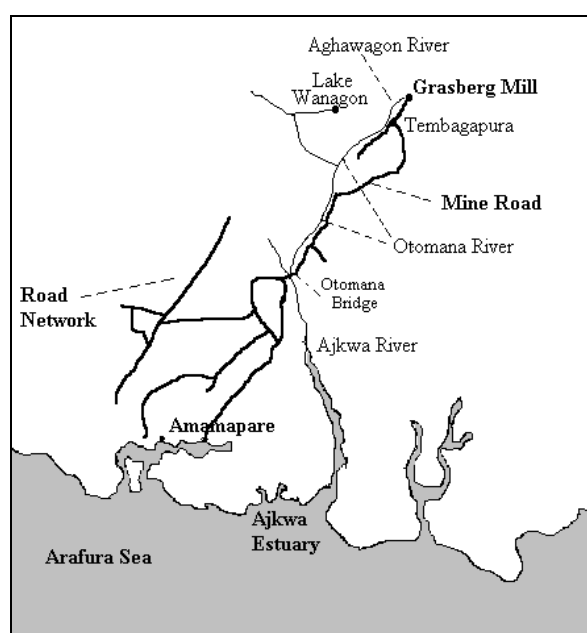 Aghawagon River
Lake
Wanagon
Grasberg Mill
Tembagapura
Mine Road
Otomana River
Road
Network
Otomana
Bridge
Ajkwa River
Amamapare
Ajkwa
Estuary
Arafura Sea